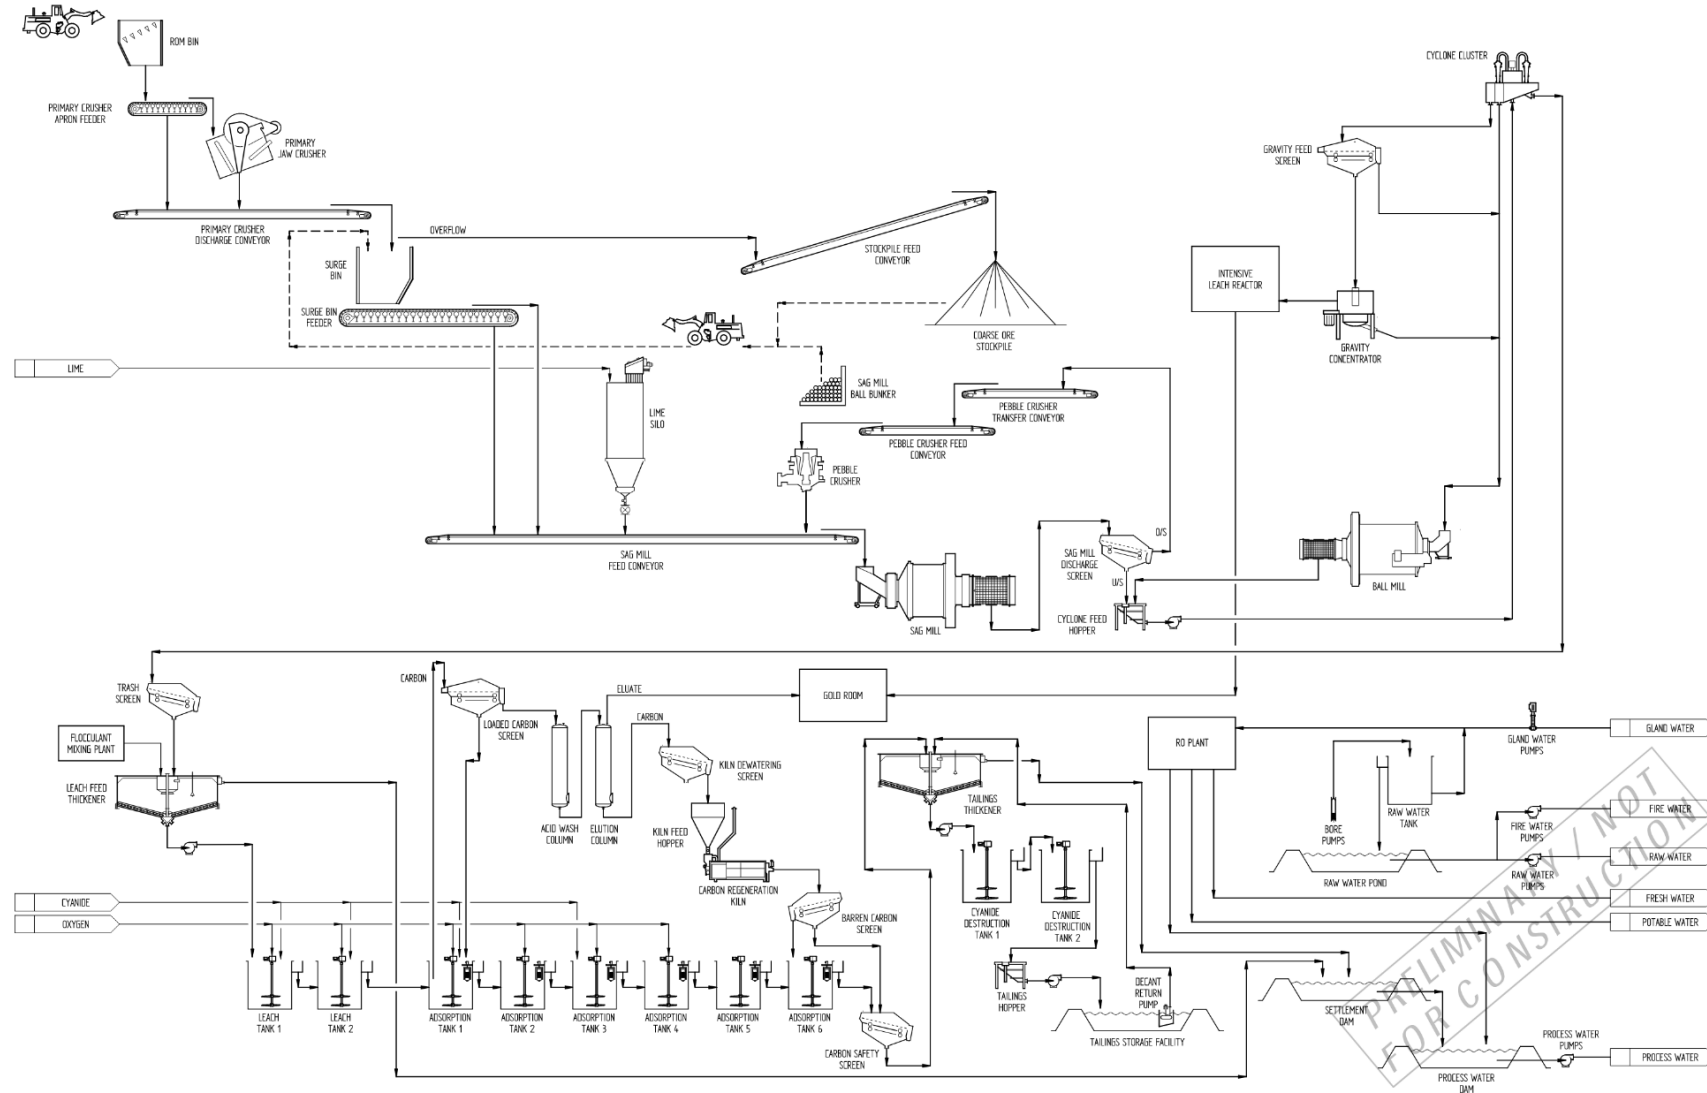 ROM BIN
CYCLONE CLUSTER
PRIMARY CRUSHER
APRON FEEDER
PRIMARY
JAW CRUSHER
GRAVITY FEED
SCREEN
PRIMARY CRUSHER
DISCHARGE CONVEYOR
OVERFLOW
STOCKPILE FEED
CONVEYOR
SURGE
BIN
INTENSIVE
LEACH REACTOR
SURGE BIN
FEEDER
COARSE ORE
STOCKPILE
GRAVITY
CONCENTRATOR
LIME
SAG MILL
BALL BUNKER
LIME
SILO
PEBBLE CRUSHER
TRANSFER CONVEYOR
PEBBLE CRUSHER FEED
CONVEYOR
PEBBLE
CRUSHER
O/S
SAG MILL
FEED CONVEYOR
SAG MILL
DISCHARGE
SCREEN
U/S
BALL MILL
CYCLONE FEED
HOPPER
SAG MILL
TRASH
SCREEN
CARBON
LOADED CARBON
SCREEN
ELUATE
GOLD ROOM
CARBON
FLOCCULANT
MIXING PLANT
KILN DEWATERING
SCREEN
RO PLANT
GLAND WATER
PUMPS
GLAND WATER
LEACH FEED
THICKENER
TAILINGS
THICKENER
ACID WASH
COLUMN
ELUTION
COLUMN
KILN FEED
HOPPER
BORE
PUMPS
RAW WATER
TANK
FIRE WATER
PUMPS
FIRE WATER
CARBON REGENERATION
KILN
RAW WATER POND
RAW WATER
PUMPS
RAW WATER
CYANIDE
OXYGEN
BARREN CARBON
SCREEN
CYANIDE
DESTRUCTION
TANK 1
CYANIDE
DESTRUCTION
TANK 2
FRESH WATER
POTABLE WATER
LEACH
TANK 1
LEACH
TANK 2
ADSORPTION
TANK 1
ADSORPTION
TANK 2
ADSORPTION
TANK 3
ADSORPTION
TANK 4
ADSORPTION
TANK 5
ADSORPTION
TANK 6
CARBON SAFETY
SCREEN
TAILINGS
HOPPER
DECANT
RETURN
PUMP
TAILINGS STORAGE FACILITY
SETTLEMENT
DAM
PROCESS WATER
PUMPS
PROCESS WATER
PROCESS WATER
DAM
PRELIMINARY / NOT
FOR CONSTRUCTION